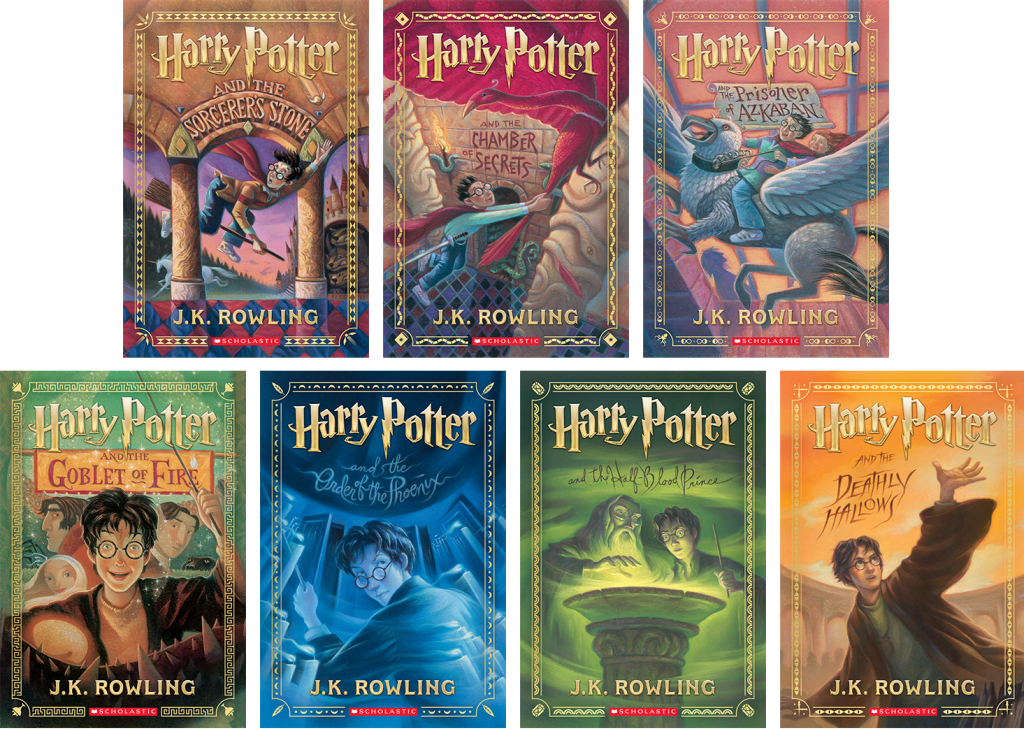 Harry Potter
AND THE
SORCERER'S STONE
J.K. ROWLING
SCHOLASTIC
Harry Potter
AND THE
CHAMBER
OF SECRETS
J.K. ROWLING
SCHOLASTIC
Harry Potter
AND THE Prisoner
of AZKABAN
J.K. ROWLING
SCHOLASTIC
Harry Potter
AND THE
GOBLET OF FIRE
J.K. ROWLING
SCHOLASTIC
Harry Potter
and the
Order of the Phoenix
J.K. ROWLING
SCHOLASTIC
Harry Potter
and the Half-Blood Prince
J.K. ROWLING
SCHOLASTIC
Harry Potter
AND THE
DEATHLY
HALLOWS
J.K. ROWLING
SCHOLASTIC